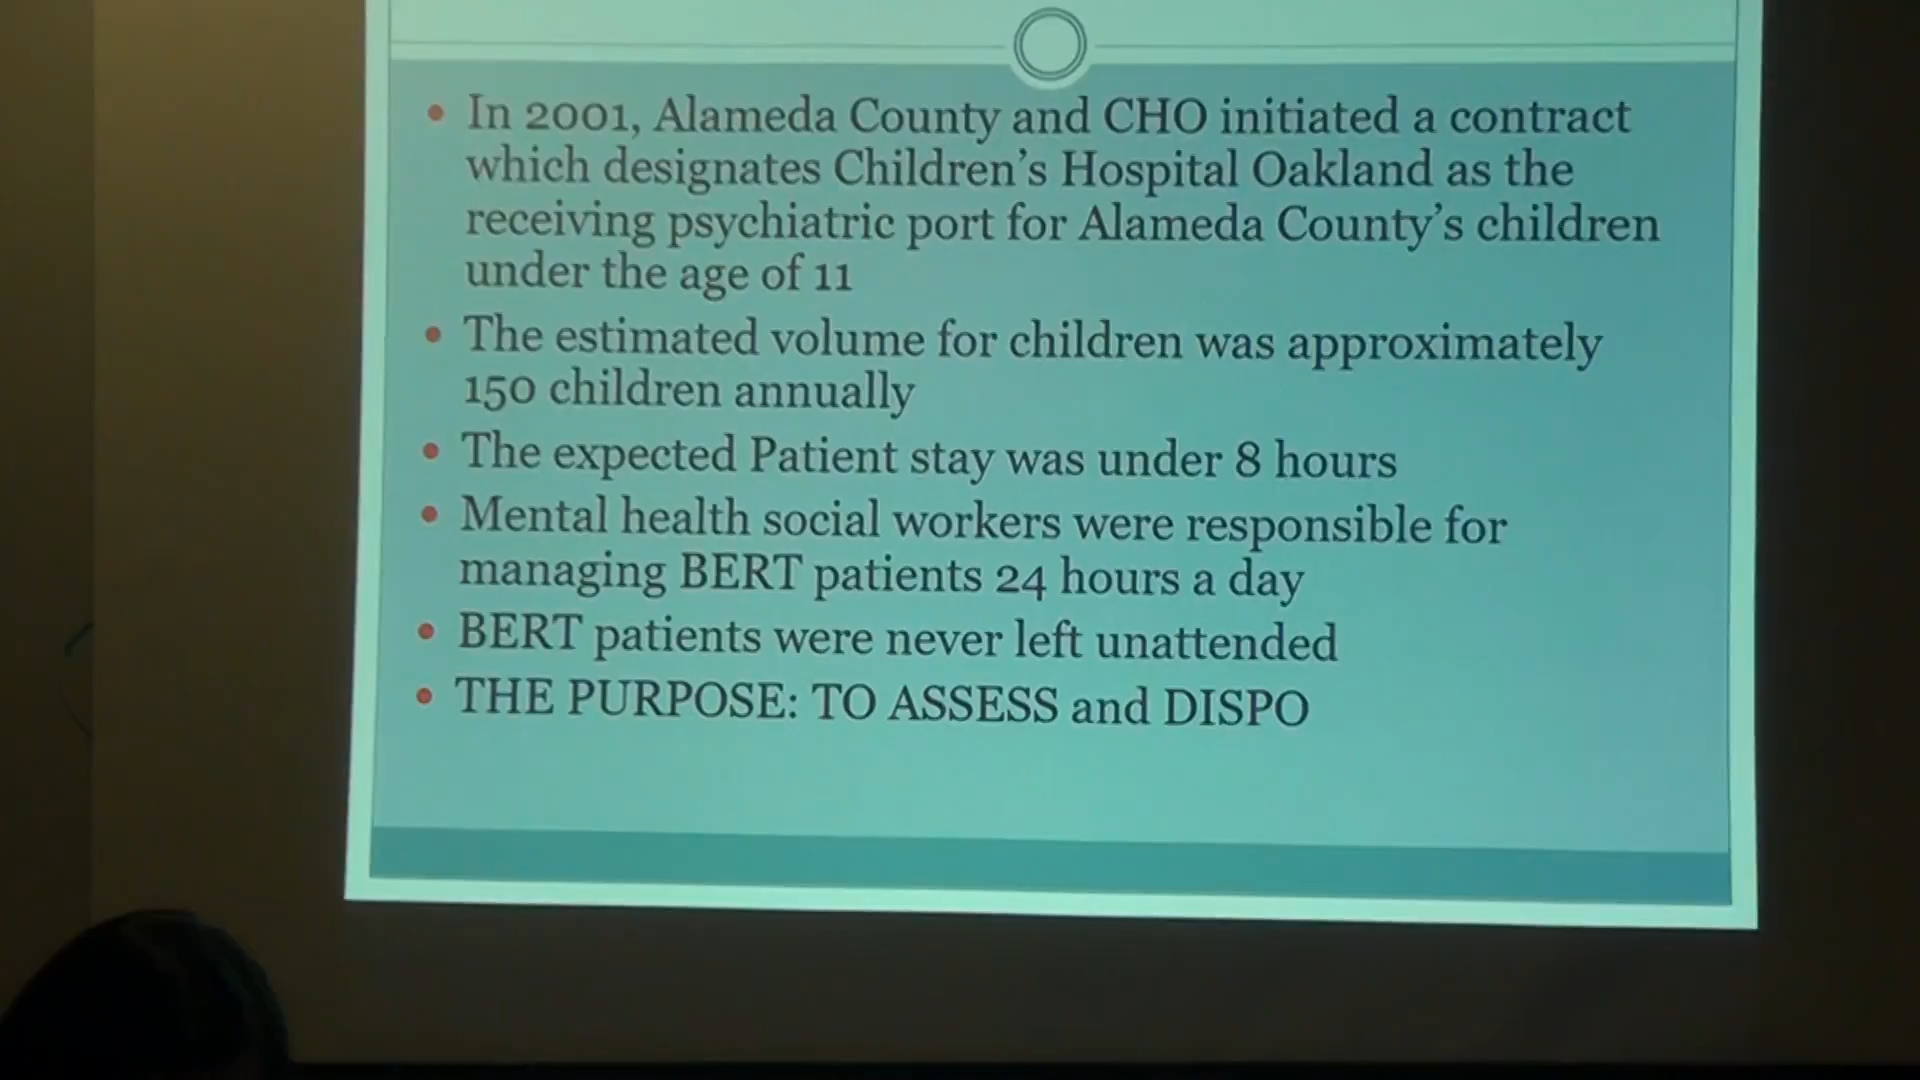 • In 2001, Alameda County and CHO initiated a contract
which designates Children's Hospital Oakland as the
receiving psychiatric port for Alameda County's children
under the age of 11
• The estimated volume for children was approximately
150 children annually
• The expected Patient stay was under 8 hours
• Mental health social workers were responsible for
managing BERT patients 24 hours a day
• BERT patients were never left unattended
• THE PURPOSE: TO ASSESS and DISPO